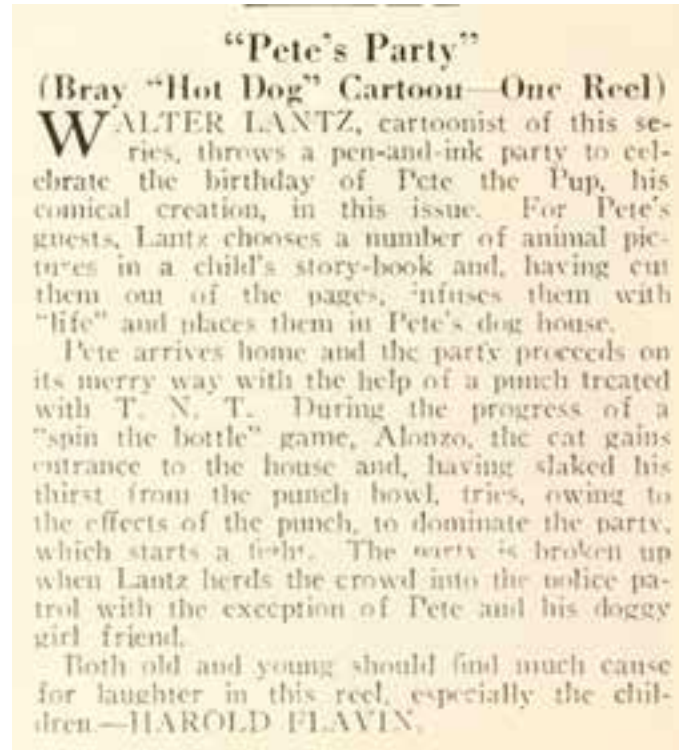 “Pete’s Party”
(Bray “Hot Dog” Cartoon—One Reel)
WALTER LANTZ, cartoonist of this se-
ries, throws a pen-and-ink party to cel-
ebrate the birthday of Pete the Pup, his
comical creation, in this issue. For Pete’s
guests, Lantz chooses a number of animal pic-
tures in a child’s story-book and, having cut
them out of the pages, infuses them with
“life” and places them in Pete’s dog house.
Pete arrives home and the party proceeds on
its merry way with the help of a punch treated
with T. N. T. During the progress of a
“spin the bottle” game, Alonzo, the cat gains
entrance to the house and, having slaked his
thirst from the punch bowl, tries, owing to
the effects of the punch, to dominate the party,
which starts a fight. The party is broken up
when Lantz herds the crowd into the police pa-
trol with the exception of Pete and his doggy
girl friend.
Both old and young should find much cause
for laughter in this reel, especially the chil-
dren.—HAROLD FLAVIN.